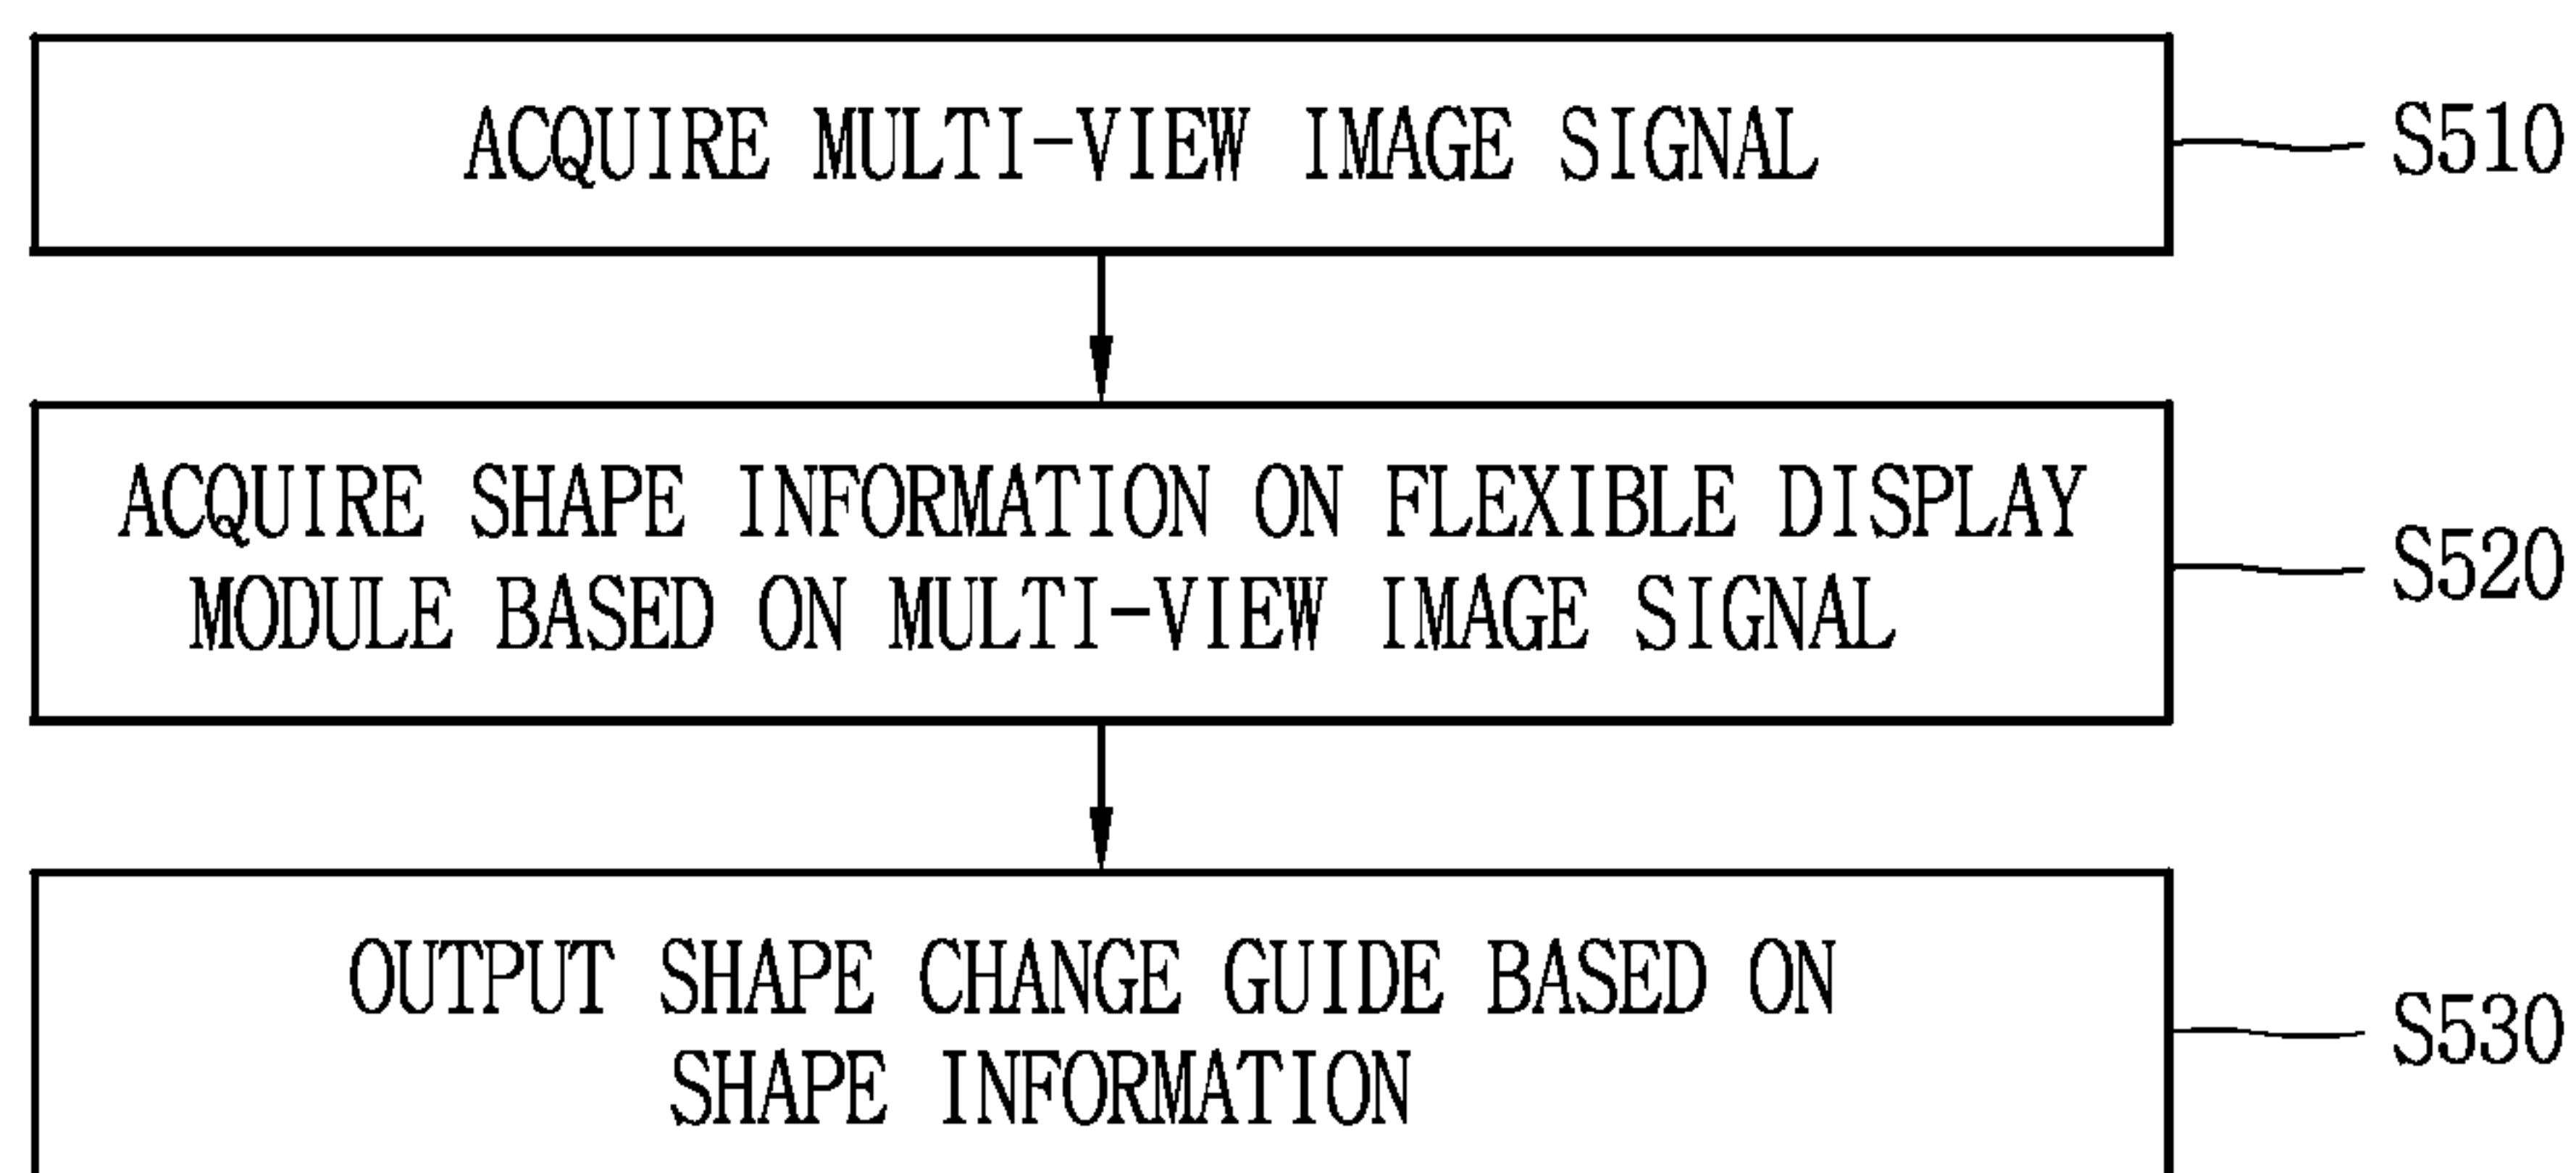 ACQUIRE MULTI-VIEW IMAGE SIGNAL
S510
ACQUIRE SHAPE INFORMATION ON FLEXIBLE DISPLAY
MODULE BASED ON MULTI-VIEW IMAGE SIGNAL
S520
OUTPUT SHAPE CHANGE GUIDE BASED ON
SHAPE INFORMATION
S530